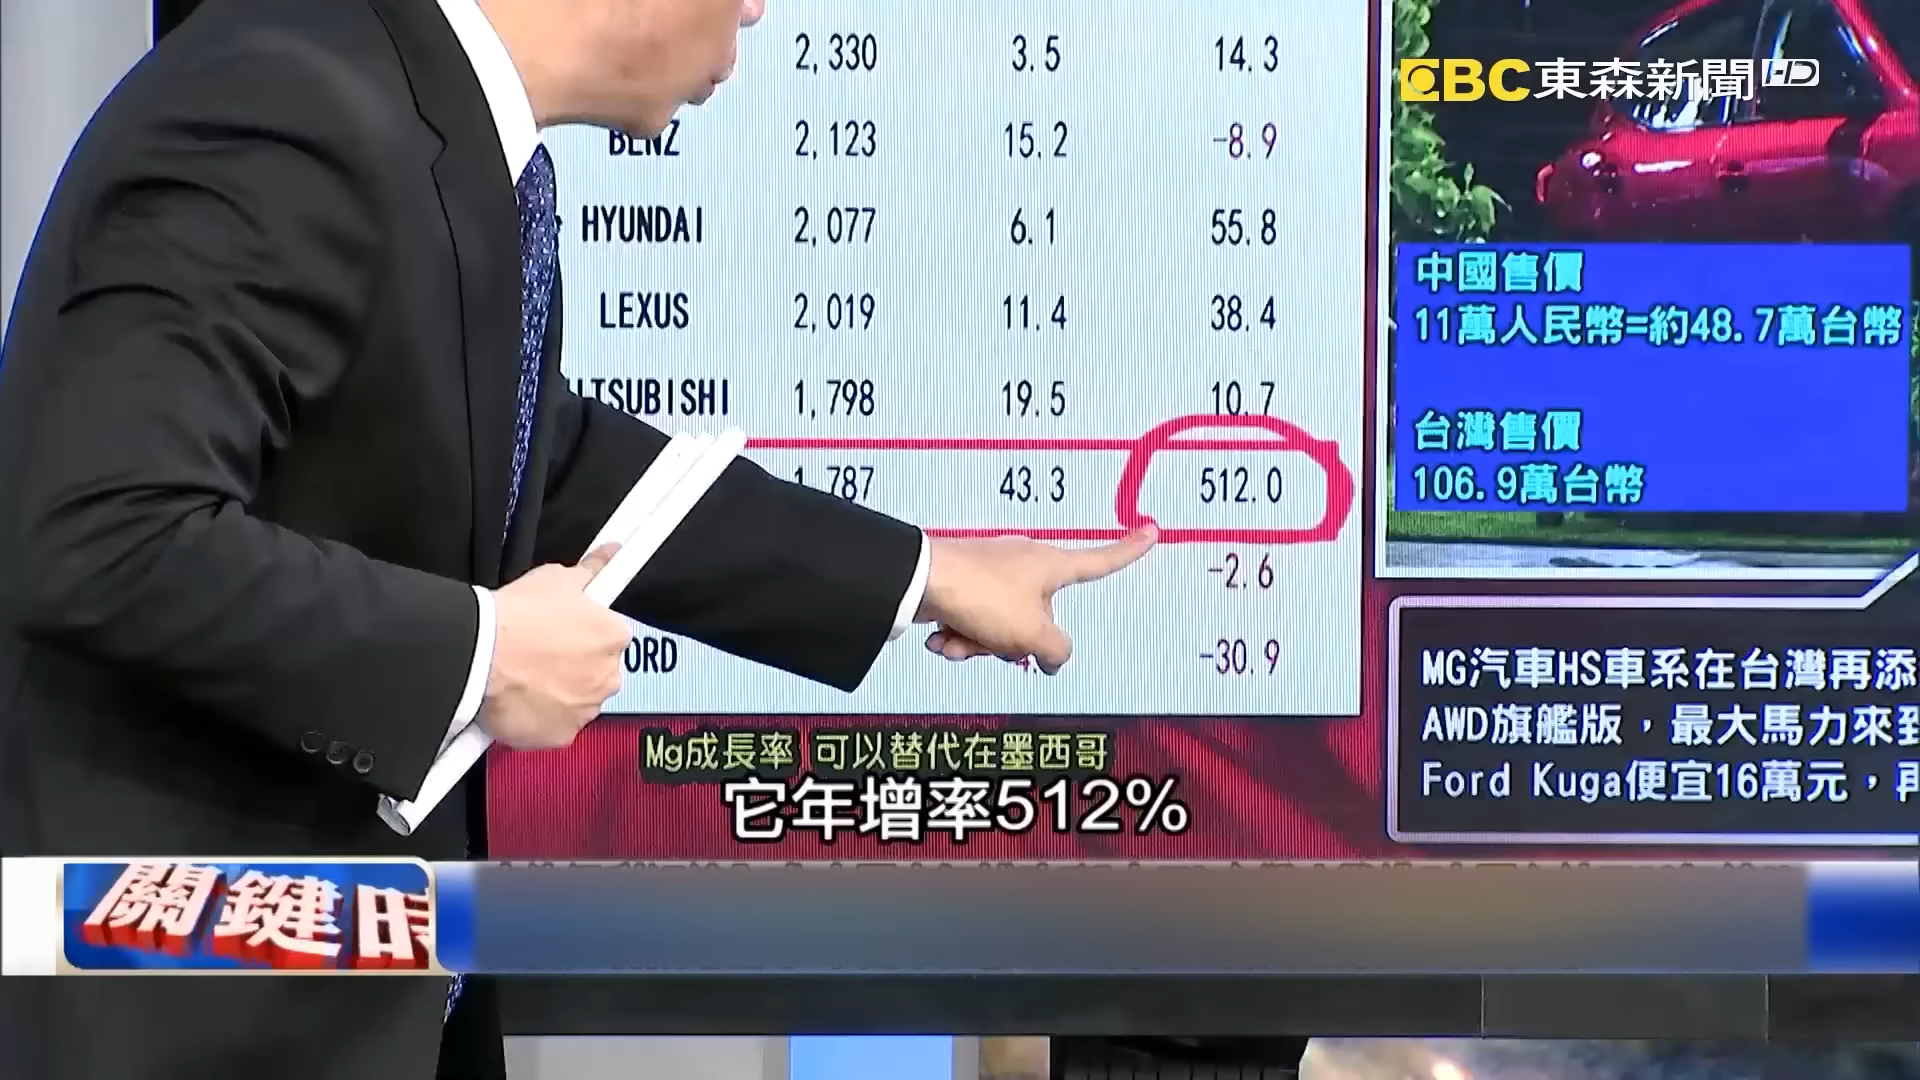 2,330 3.5 14.3
EBC東森新聞HD
BENZ 2,123 15.2 -8.9
HYUNDAI 2,077 6.1 55.8
LEXUS 2,019 11.4 38.4
MITSUBISHI 1,798 19.5 10.7
1,787 43.3 512.0
-2.6
FORD -30.9
中國售價
11萬人民幣=約48.7萬台幣
台灣售價
106.9萬台幣
MG汽車HS車系在台灣再添
AWD旗艦版，最大馬力來到
Ford Kuga便宜16萬元，再
Mg成長率 可以替代在墨西哥
它年增率512%
關鍵時